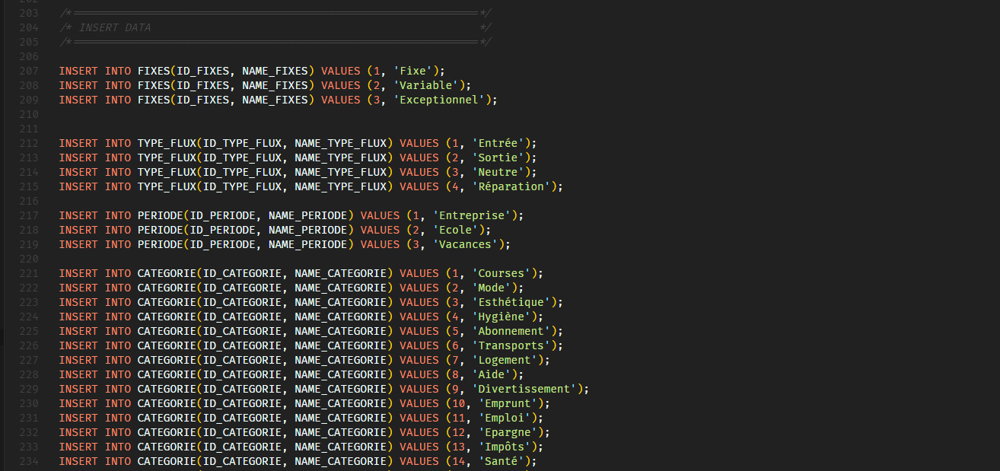 202
203 /*==============================================================*/
204 /* INSERT DATA */
205 /*==============================================================*/
206
207 INSERT INTO FIXES(ID_FIXES, NAME_FIXES) VALUES (1, 'Fixe');
208 INSERT INTO FIXES(ID_FIXES, NAME_FIXES) VALUES (2, 'Variable');
209 INSERT INTO FIXES(ID_FIXES, NAME_FIXES) VALUES (3, 'Exceptionnel');
210
211
212 INSERT INTO TYPE_FLUX(ID_TYPE_FLUX, NAME_TYPE_FLUX) VALUES (1, 'Entrée');
213 INSERT INTO TYPE_FLUX(ID_TYPE_FLUX, NAME_TYPE_FLUX) VALUES (2, 'Sortie');
214 INSERT INTO TYPE_FLUX(ID_TYPE_FLUX, NAME_TYPE_FLUX) VALUES (3, 'Neutre');
215 INSERT INTO TYPE_FLUX(ID_TYPE_FLUX, NAME_TYPE_FLUX) VALUES (4, 'Réparation');
216
217 INSERT INTO PERIODE(ID_PERIODE, NAME_PERIODE) VALUES (1, 'Entreprise');
218 INSERT INTO PERIODE(ID_PERIODE, NAME_PERIODE) VALUES (2, 'Ecole');
219 INSERT INTO PERIODE(ID_PERIODE, NAME_PERIODE) VALUES (3, 'Vacances');
220
221 INSERT INTO CATEGORIE(ID_CATEGORIE, NAME_CATEGORIE) VALUES (1, 'Courses');
222 INSERT INTO CATEGORIE(ID_CATEGORIE, NAME_CATEGORIE) VALUES (2, 'Mode');
223 INSERT INTO CATEGORIE(ID_CATEGORIE, NAME_CATEGORIE) VALUES (3, 'Esthétique');
224 INSERT INTO CATEGORIE(ID_CATEGORIE, NAME_CATEGORIE) VALUES (4, 'Hygiène');
225 INSERT INTO CATEGORIE(ID_CATEGORIE, NAME_CATEGORIE) VALUES (5, 'Abonnement');
226 INSERT INTO CATEGORIE(ID_CATEGORIE, NAME_CATEGORIE) VALUES (6, 'Transports');
227 INSERT INTO CATEGORIE(ID_CATEGORIE, NAME_CATEGORIE) VALUES (7, 'Logement');
228 INSERT INTO CATEGORIE(ID_CATEGORIE, NAME_CATEGORIE) VALUES (8, 'Aide');
229 INSERT INTO CATEGORIE(ID_CATEGORIE, NAME_CATEGORIE) VALUES (9, 'Divertissement');
230 INSERT INTO CATEGORIE(ID_CATEGORIE, NAME_CATEGORIE) VALUES (10, 'Emprunt');
231 INSERT INTO CATEGORIE(ID_CATEGORIE, NAME_CATEGORIE) VALUES (11, 'Emploi');
232 INSERT INTO CATEGORIE(ID_CATEGORIE, NAME_CATEGORIE) VALUES (12, 'Epargne');
233 INSERT INTO CATEGORIE(ID_CATEGORIE, NAME_CATEGORIE) VALUES (13, 'Impôts');
234 INSERT INTO CATEGORIE(ID_CATEGORIE, NAME_CATEGORIE) VALUES (14, 'Santé');